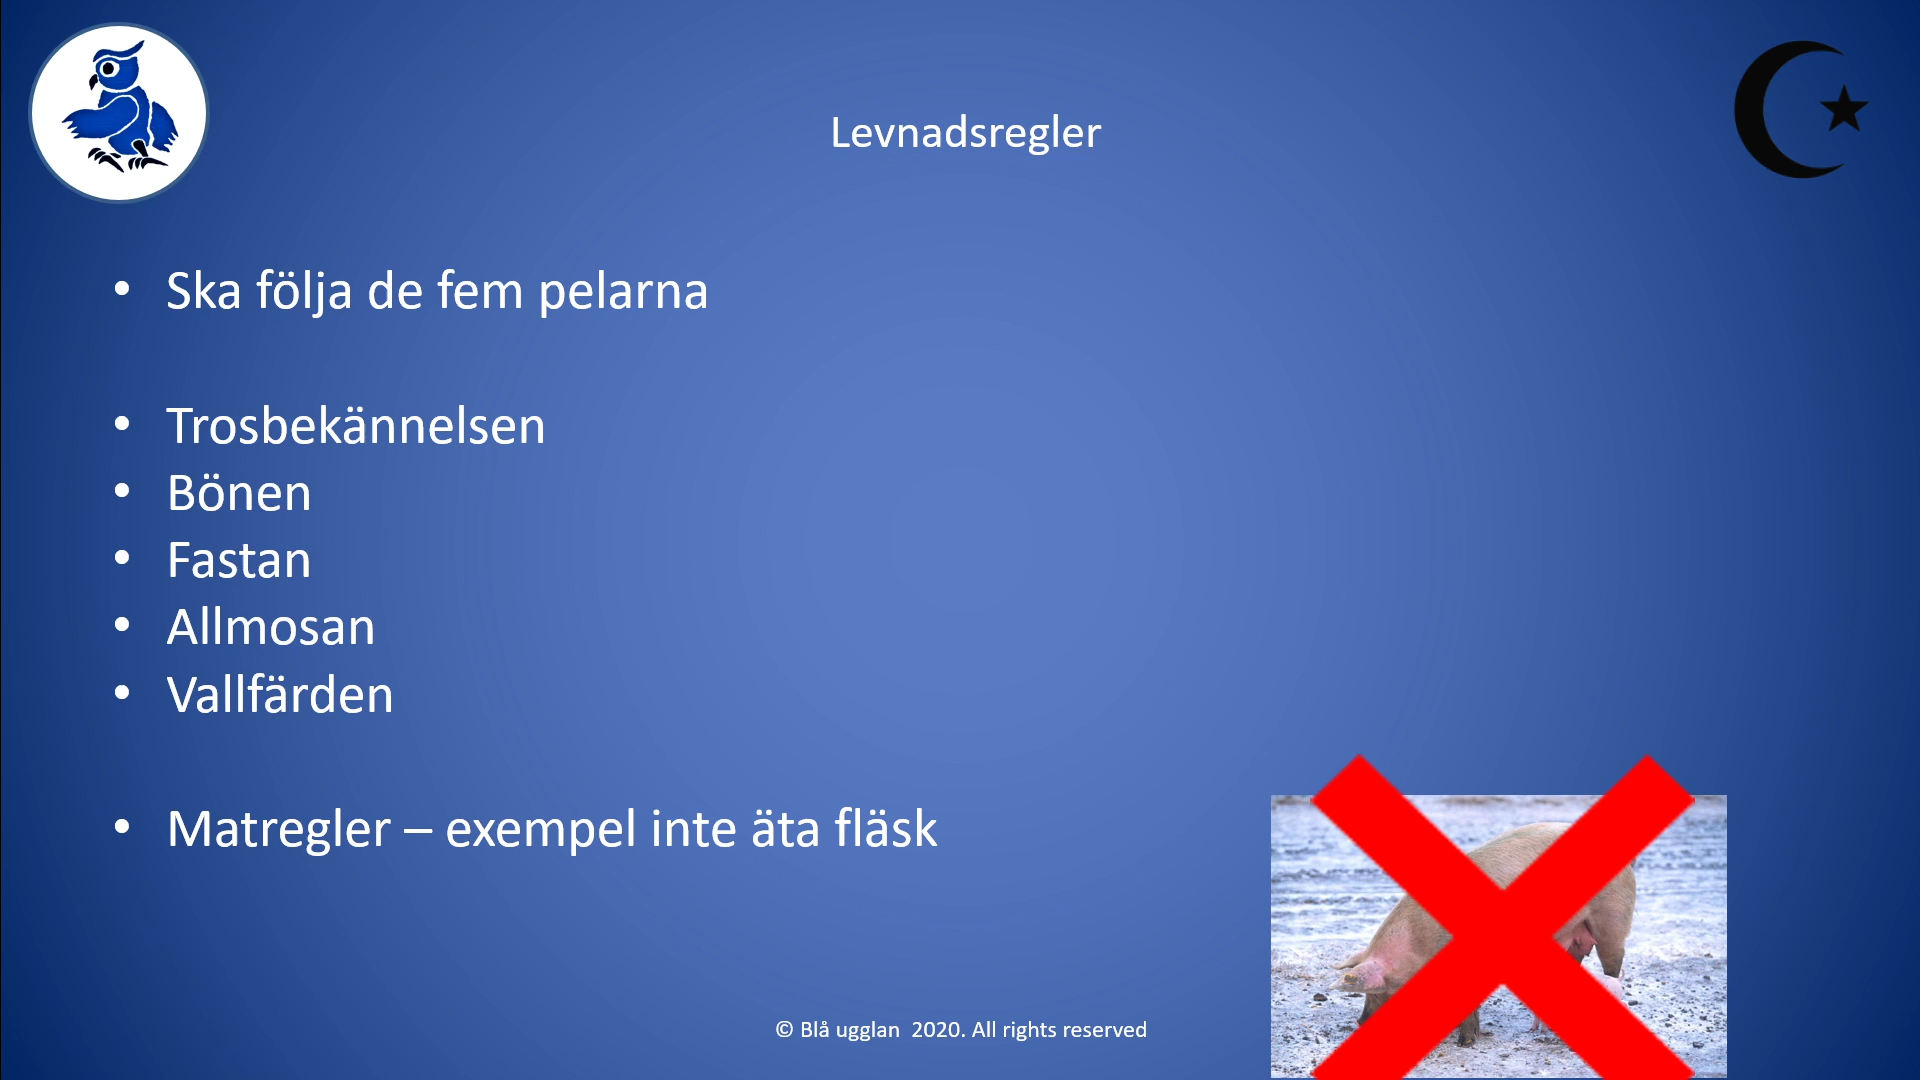 Levnadsregler
• Ska följa de fem pelarna
• Trosbekännelsen
• Bönen
• Fastan
• Allmosan
• Vallfärden
• Matregler – exempel inte äta fläsk
© Blå ugglan 2020. All rights reserved